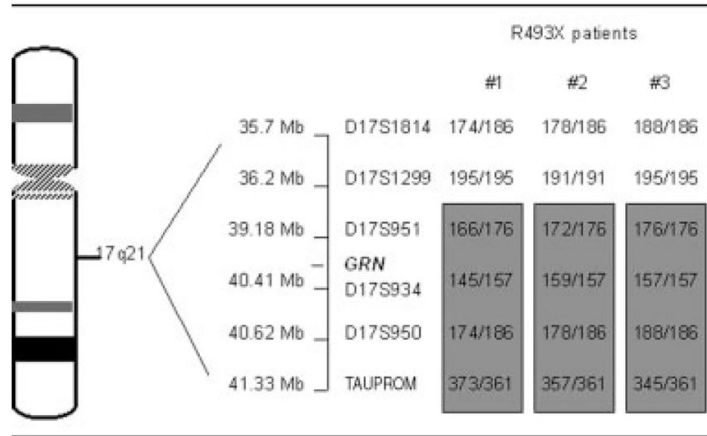 R493X patients
#1 #2 #3
35.7 Mb D17S1814 174/186 178/186 188/186
36.2 Mb D17S1299 195/195 191/191 195/195
39.18 Mb D17S951 166/176 172/176 176/176
17q21
GRN
40.41 Mb D17S934 145/157 159/157 157/157
40.62 Mb D17S950 174/186 178/186 188/186
41.33 Mb TAUPROM 373/361 357/361 345/361